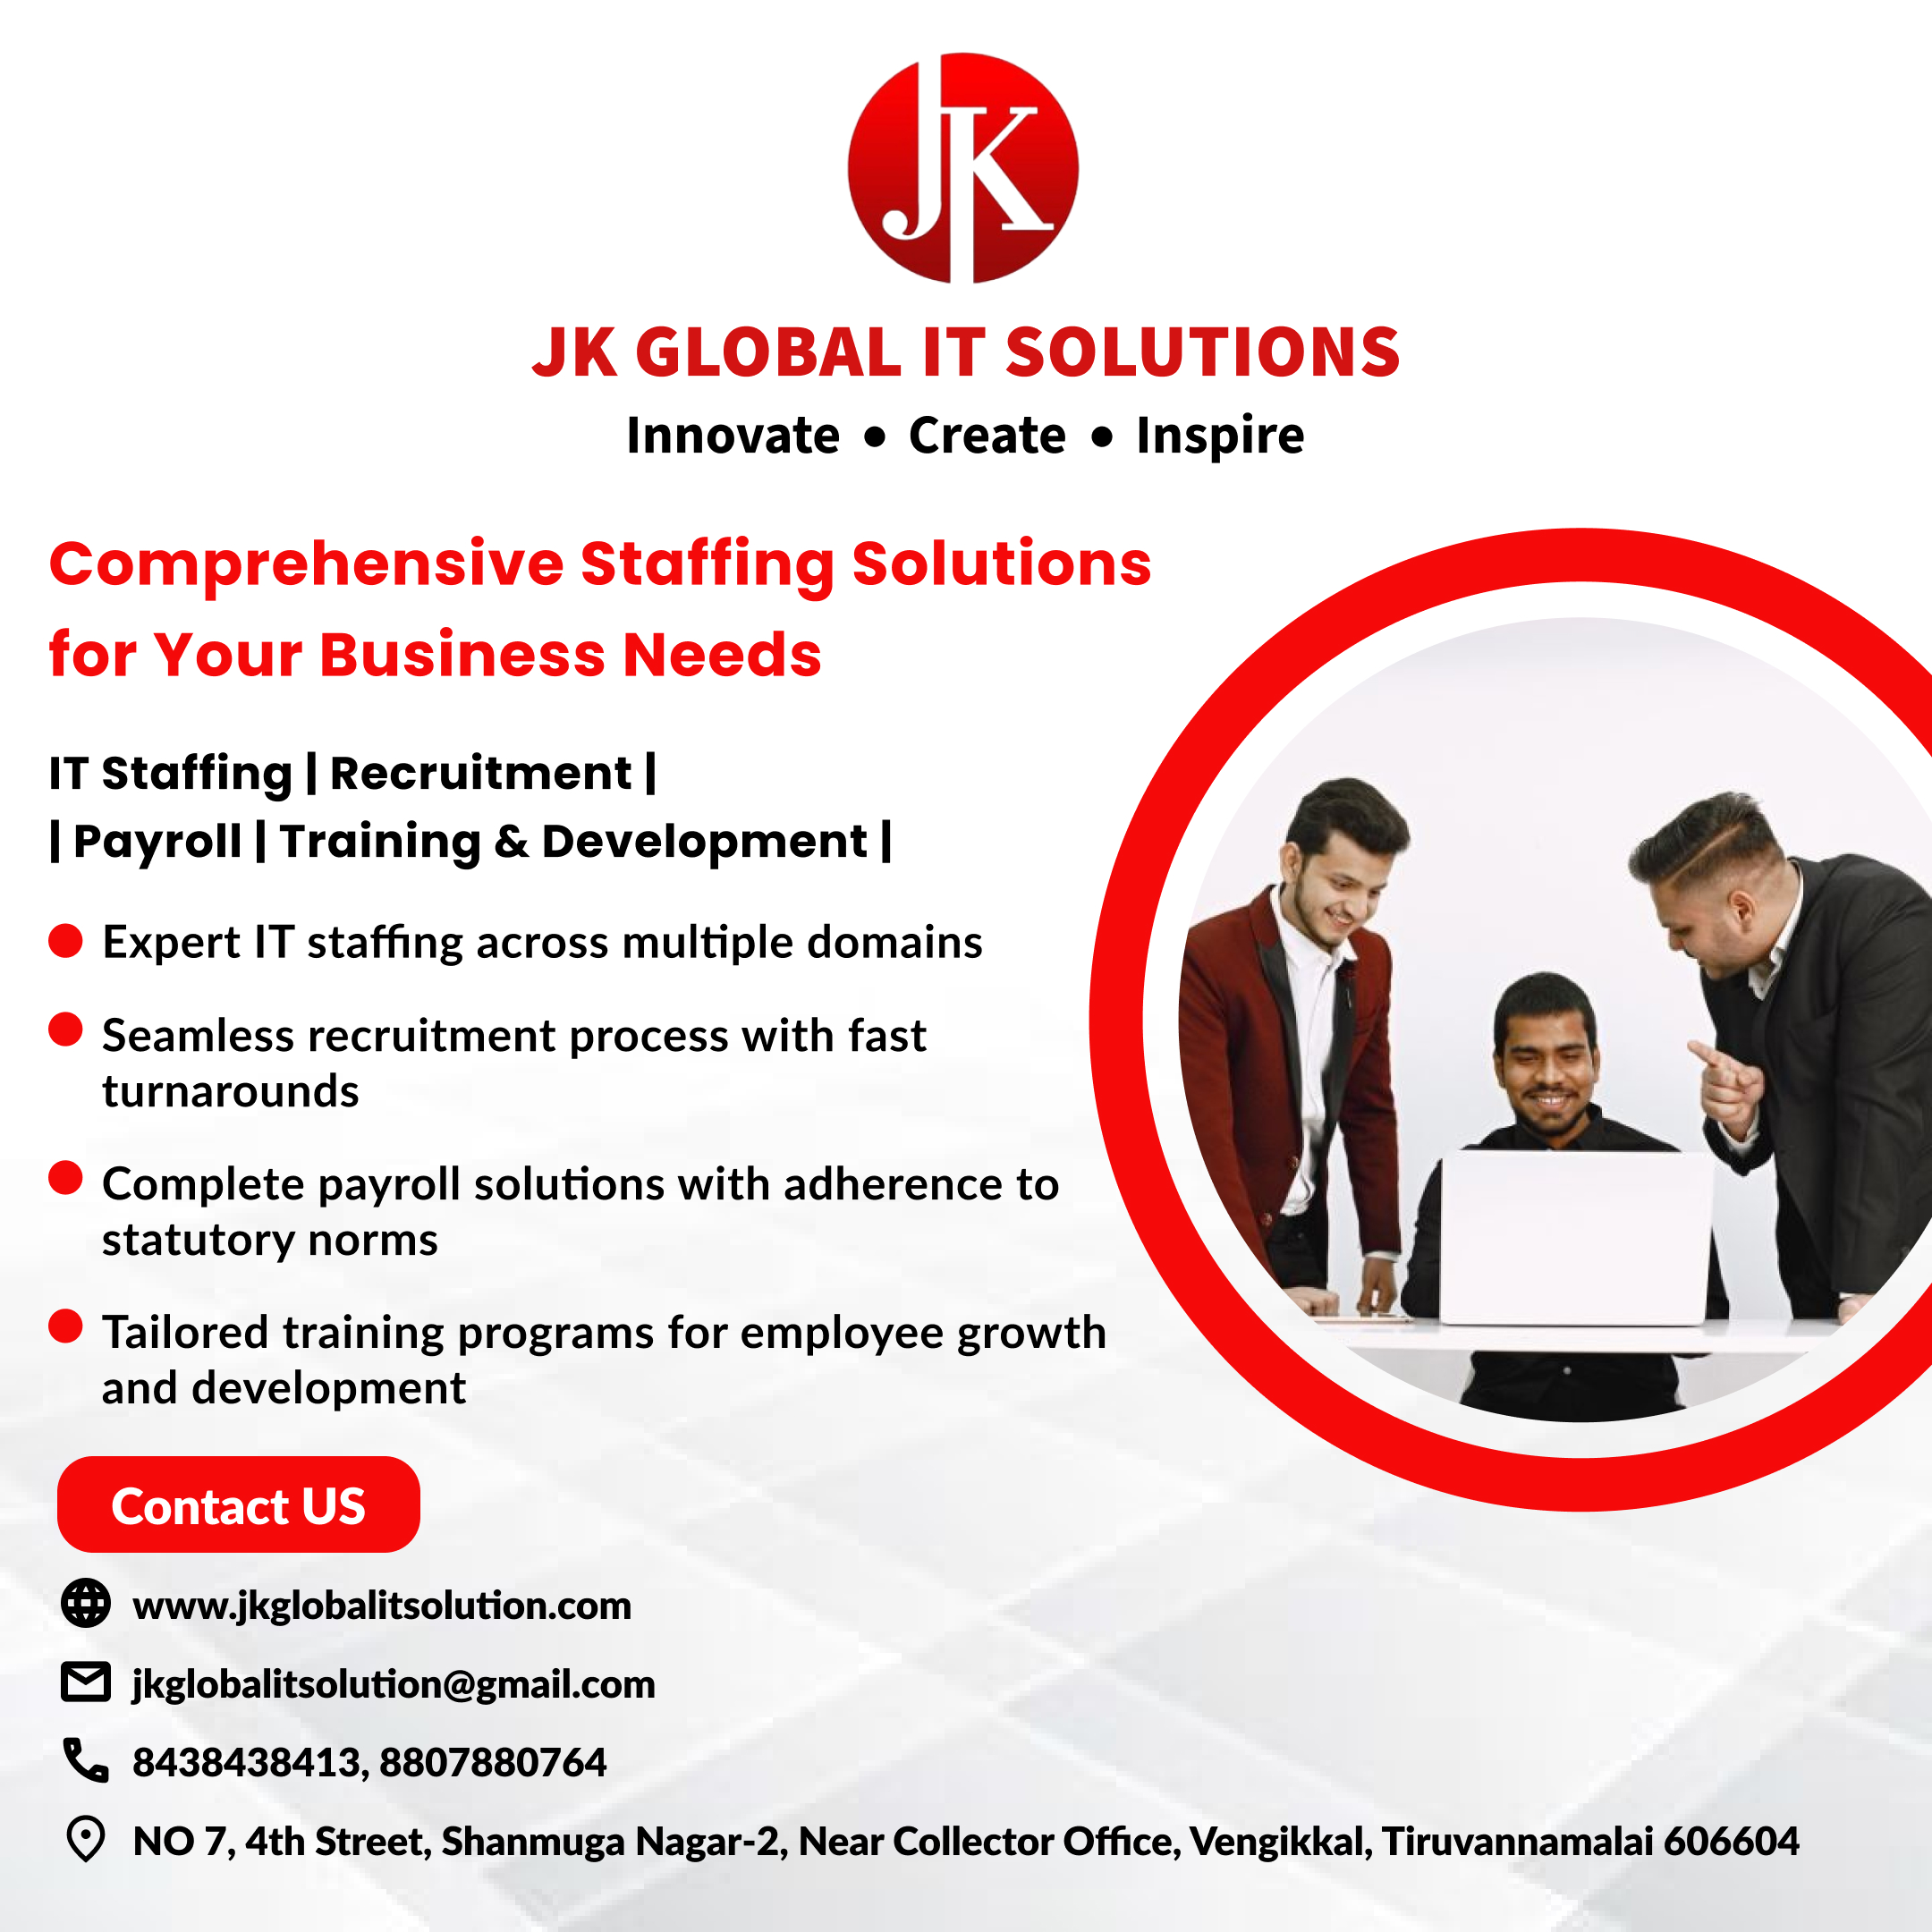 JK
JK GLOBAL IT SOLUTIONS
Innovate • Create • Inspire
Comprehensive Staffing Solutions
for Your Business Needs
IT Staffing | Recruitment |
| Payroll | Training & Development |
Expert IT staffing across multiple domains
Seamless recruitment process with fast
turnarounds
Complete payroll solutions with adherence to
statutory norms
Tailored training programs for employee growth
and development
Contact US
www.jkglobalitsolution.com
jkglobalitsolution@gmail.com
8438438413, 8807880764
NO 7, 4th Street, Shanmuga Nagar-2, Near Collector Office, Vengikkal, Tiruvannamalai 606604